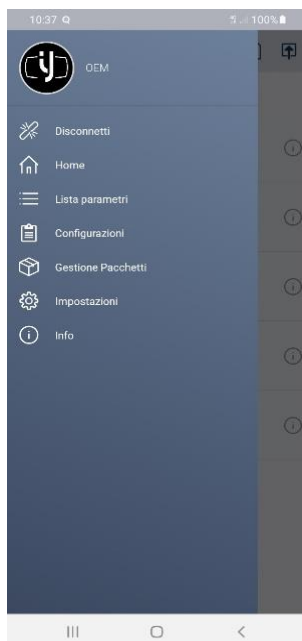 10:37
100%
OEM
Disconnetti
Home
Lista parametri
Configurazioni
Gestione Pacchetti
Impostazioni
Info